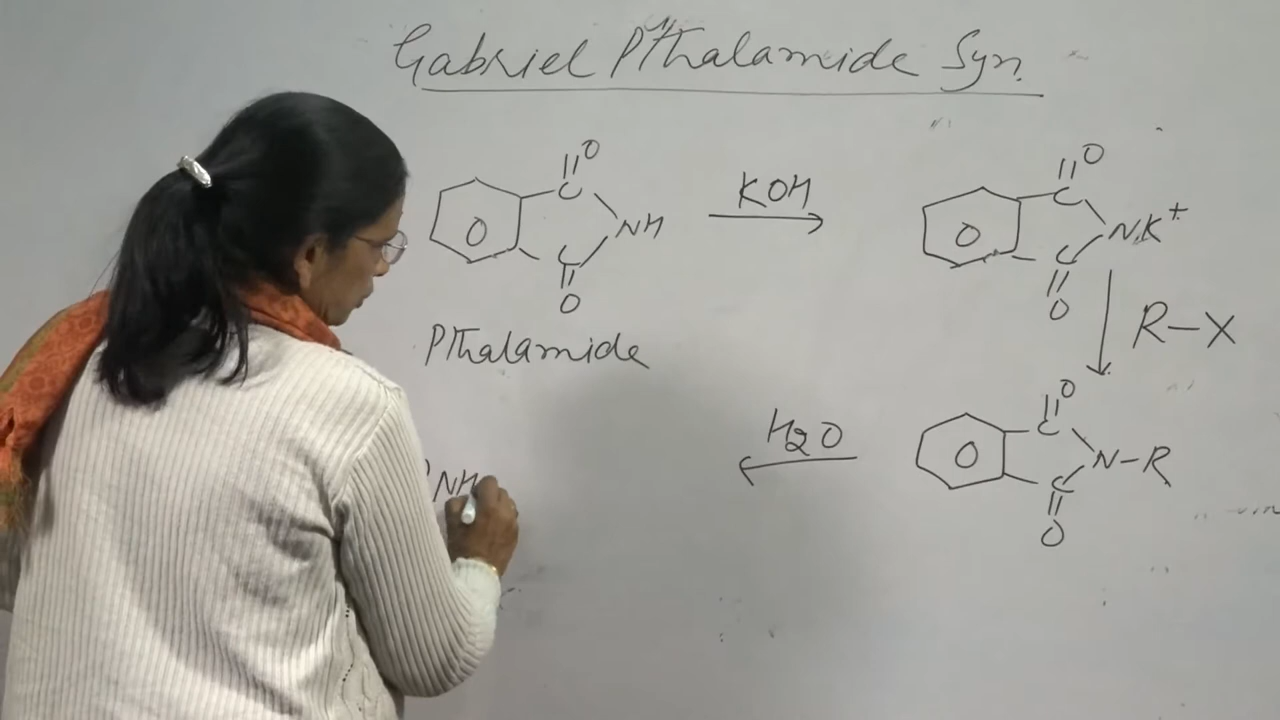 Gabriel Pthalamide Syn.
O
C
NH
C
O
O
KOH
O
C
NK+
C
O
O
Pthalamide
R-X
O
C
N-R
C
O
O
H2O
NH